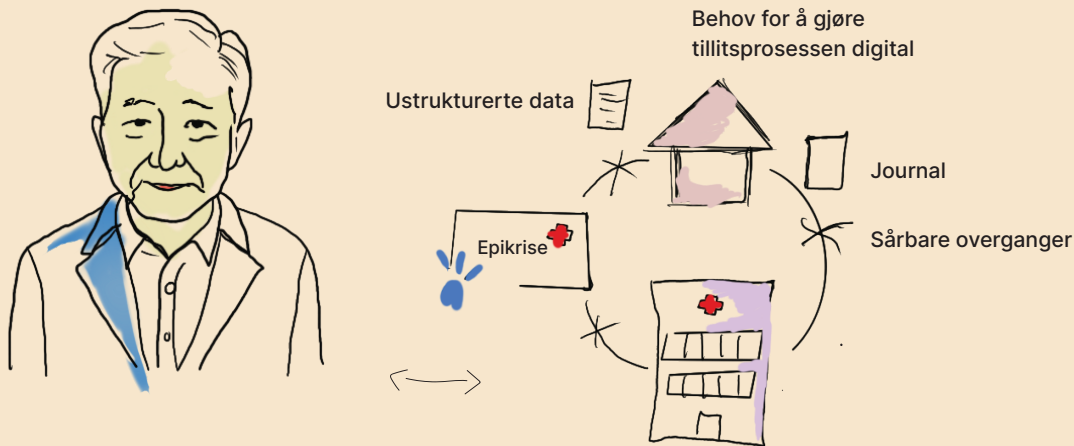 Behov for å gjøre
tillitsprosessen digital
Ustrukturerte data
Journal
Sårbare overganger
Epikrise